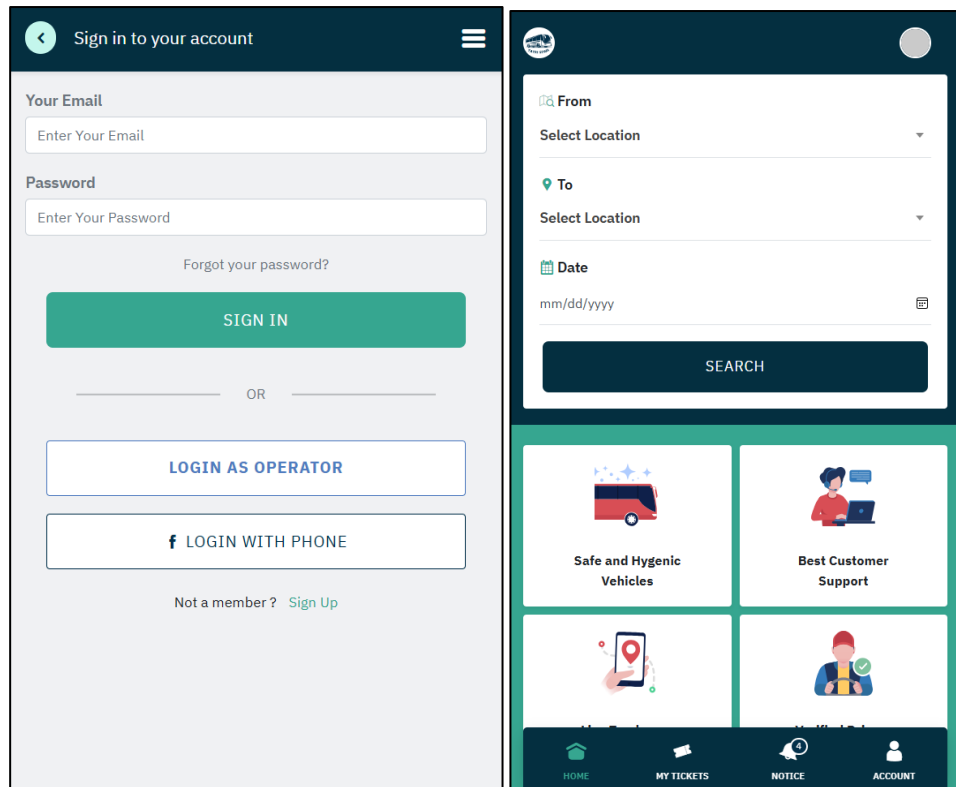 Sign in to your account
Your Email
Enter Your Email
Password
Enter Your Password
Forgot your password?
SIGN IN
OR
LOGIN AS OPERATOR
f LOGIN WITH PHONE
Not a member ? Sign Up
From
Select Location
To
Select Location
Date
mm/dd/yyyy
SEARCH
Safe and Hygenic
Vehicles
Best Customer
Support
4
HOME
MY TICKETS
NOTICE
ACCOUNT